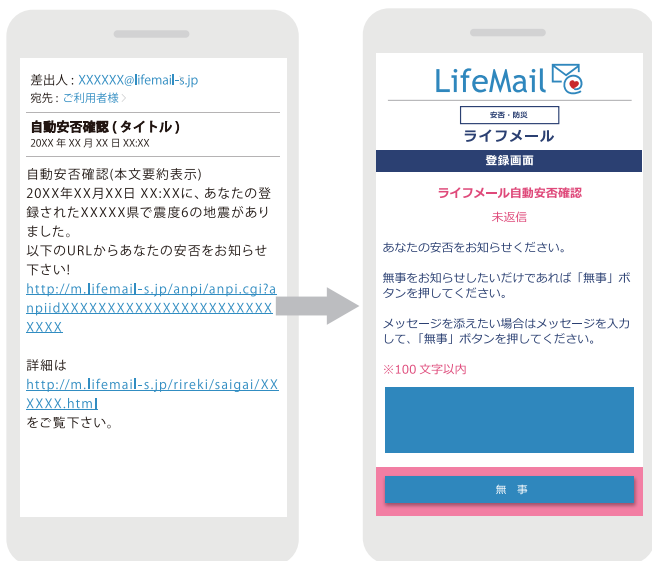 差出人 : XXXXXX@lifemail-s.jp
宛先 : ご利用者様 〉
自動安否確認 ( タイトル )
20XX 年 XX 月 XX 日 XX:XX
自動安否確認(本文要約表示)
20XX年XX月XX日 XX:XXに、あなたの登
録されたXXXXX県で震度6の地震があり
ました。
以下のURLからあなたの安否をお知らせ
下さい!
http://m.lifemail-s.jp/anpi/anpi.cgi?a
npiidXXXXXXXXXXXXXXXXXXXXXXX
XXXX
詳細は
http://m.lifemail-s.jp/rireki/saigai/XX
XXXX.html
をご覧下さい。
LifeMail
安否・防災
ライフメール
登録画面
ライフメール自動安否確認
未返信
あなたの安否をお知らせください。
無事をお知らせしたいだけであれば「無事」ボ
タンを押してください。
メッセージを添えたい場合はメッセージを入力
して、「無事」ボタンを押してください。
※100 文字以内
無 事